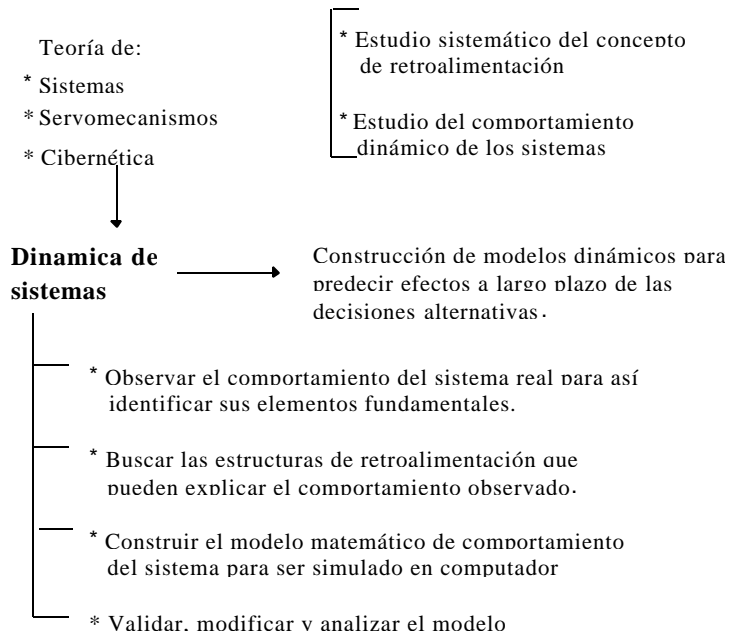 Teoría de:
* Sistemas
* Servomecanismos
* Cibernética
* Estudio sistemático del concepto
de retroalimentación
* Estudio del comportamiento
dinámico de los sistemas
Dinamica de
sistemas
Construcción de modelos dinámicos para
predecir efectos a largo plazo de las
decisiones alternativas.
* Observar el comportamiento del sistema real para así
identificar sus elementos fundamentales.
* Buscar las estructuras de retroalimentación que
pueden explicar el comportamiento observado.
* Construir el modelo matemático de comportamiento
del sistema para ser simulado en computador
* Validar, modificar y analizar el modelo